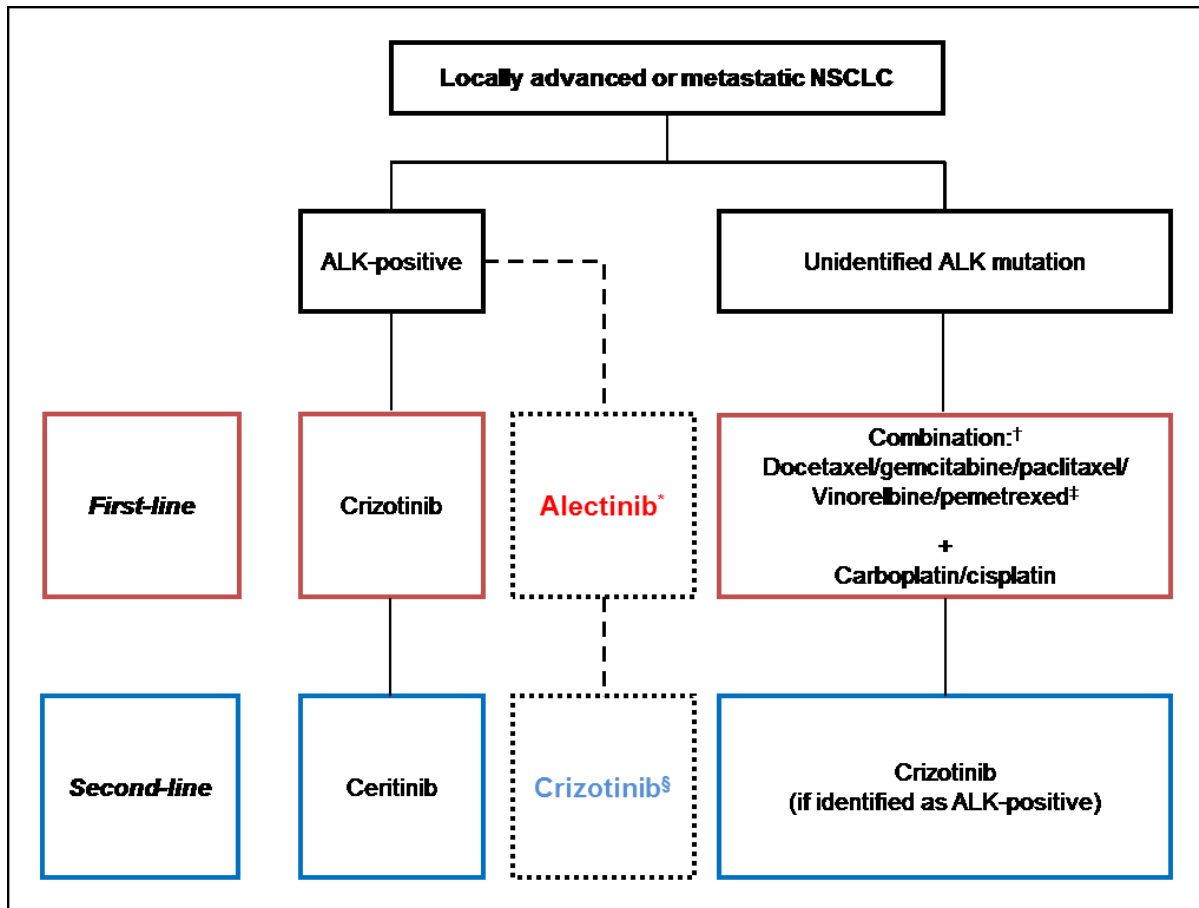 Locally advanced or metastatic NSCLC
ALK-positive
Unidentified ALK mutation
First-line
Crizotinib
Alectinib*
Combination:†
Docetaxel/gemcitabine/paclitaxel/
Vinorelbine/pemetrexed‡
+
Carboplatin/cisplatin
Second-line
Ceritinib
Crizotinib§
Crizotinib
(if identified as ALK-positive)